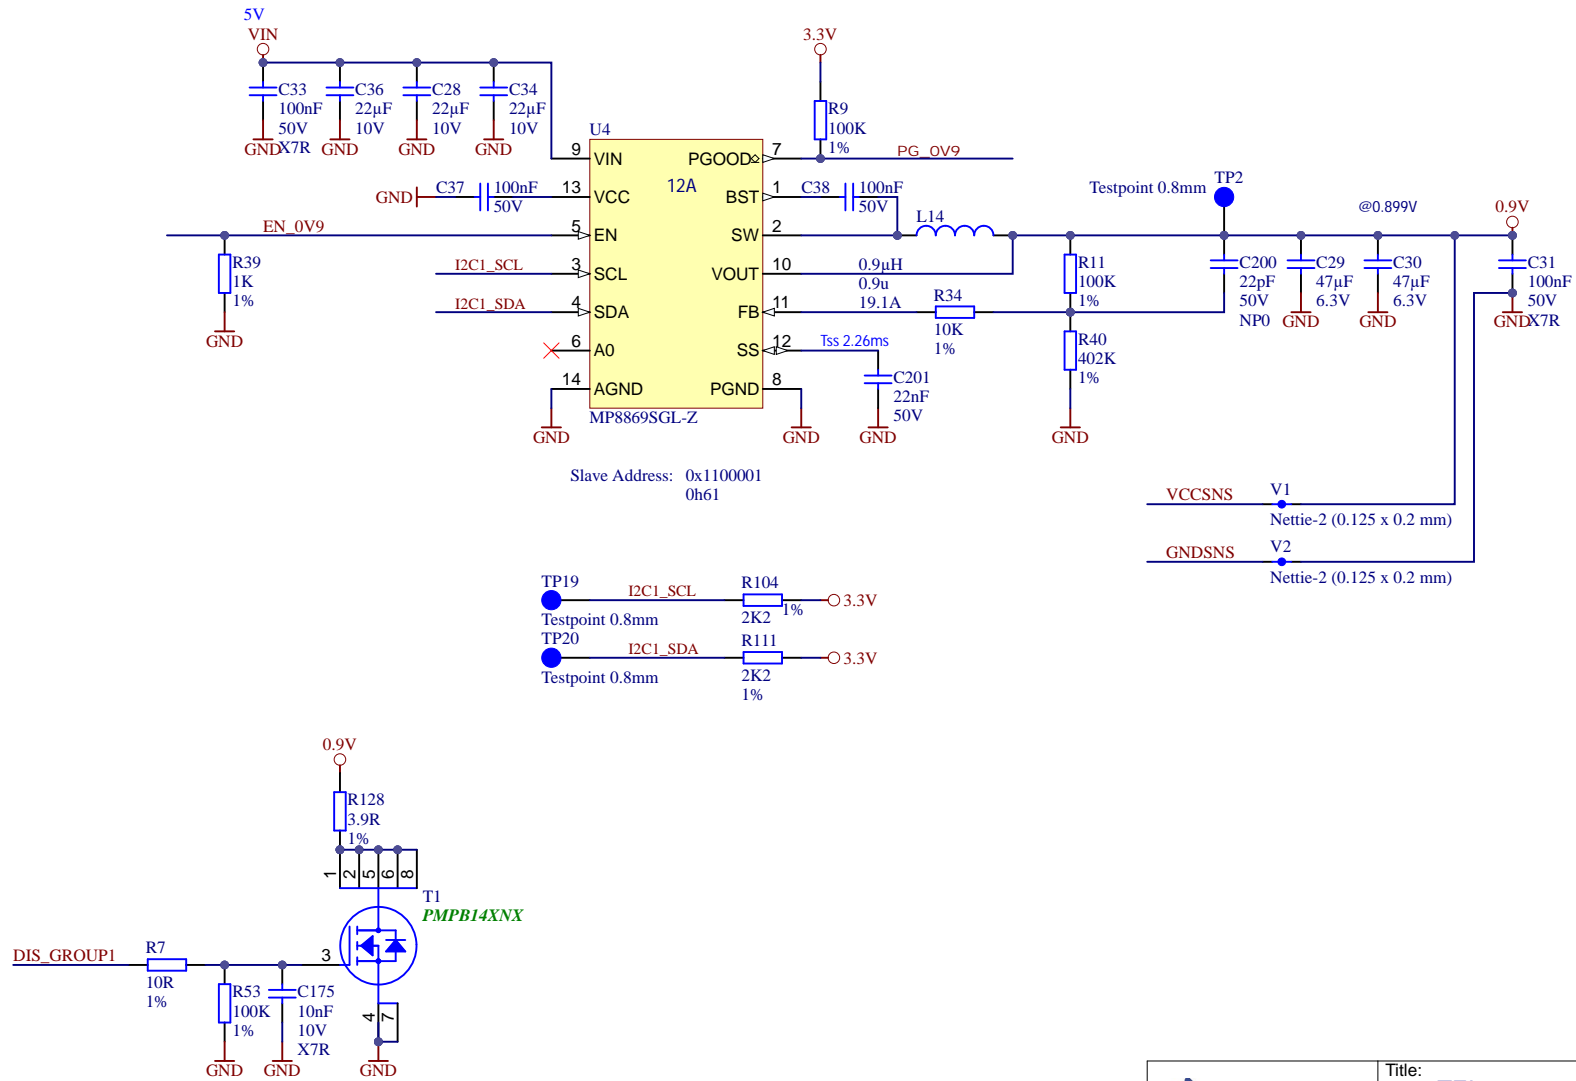 5V
VIN
C33
100nF
50V
X7R
GND
C36
22µF
10V
GND
C28
22µF
10V
GND
C34
22µF
10V
GND
3.3V
R9
100K
1%
PG_0V9
U4
12A
9 VIN
13 VCC
5 EN
3 SCL
4 SDA
6 A0
14 AGND
PGOOD 7
BST 1
SW 2
VOUT 10
FB 11
SS 12
PGND 8
MP8869SGL-Z
GND
C37
100nF
50V
EN_0V9
R39
1K
1%
GND
I2C1_SCL
I2C1_SDA
GND
GND
C38
100nF
50V
L14
0.9µH
0.9u
19.1A
R34
10K
1%
Tss 2.26ms
C201
22nF
50V
GND
R11
100K
1%
R40
402K
1%
GND
Testpoint 0.8mm
TP2
C200
22pF
50V
NP0
C29
47µF
6.3V
GND
@0.899V
C30
47µF
6.3V
GND
0.9V
C31
100nF
50V
X7R
GND
Slave Address: 0x1100001
0h61
VCCSNS
V1
Nettie-2 (0.125 x 0.2 mm)
GNDSNS
V2
Nettie-2 (0.125 x 0.2 mm)
TP19
Testpoint 0.8mm
I2C1_SCL
R104
2K2
1%
3.3V
TP20
Testpoint 0.8mm
I2C1_SDA
R111
2K2
1%
3.3V
0.9V
R128
3.9R
1%
1 2 5 6 8
T1
PMPB14XNX
DIS_GROUP1
R7
10R
1%
3
R53
100K
1%
GND
C175
10nF
10V
X7R
GND
4 7
GND
Title: